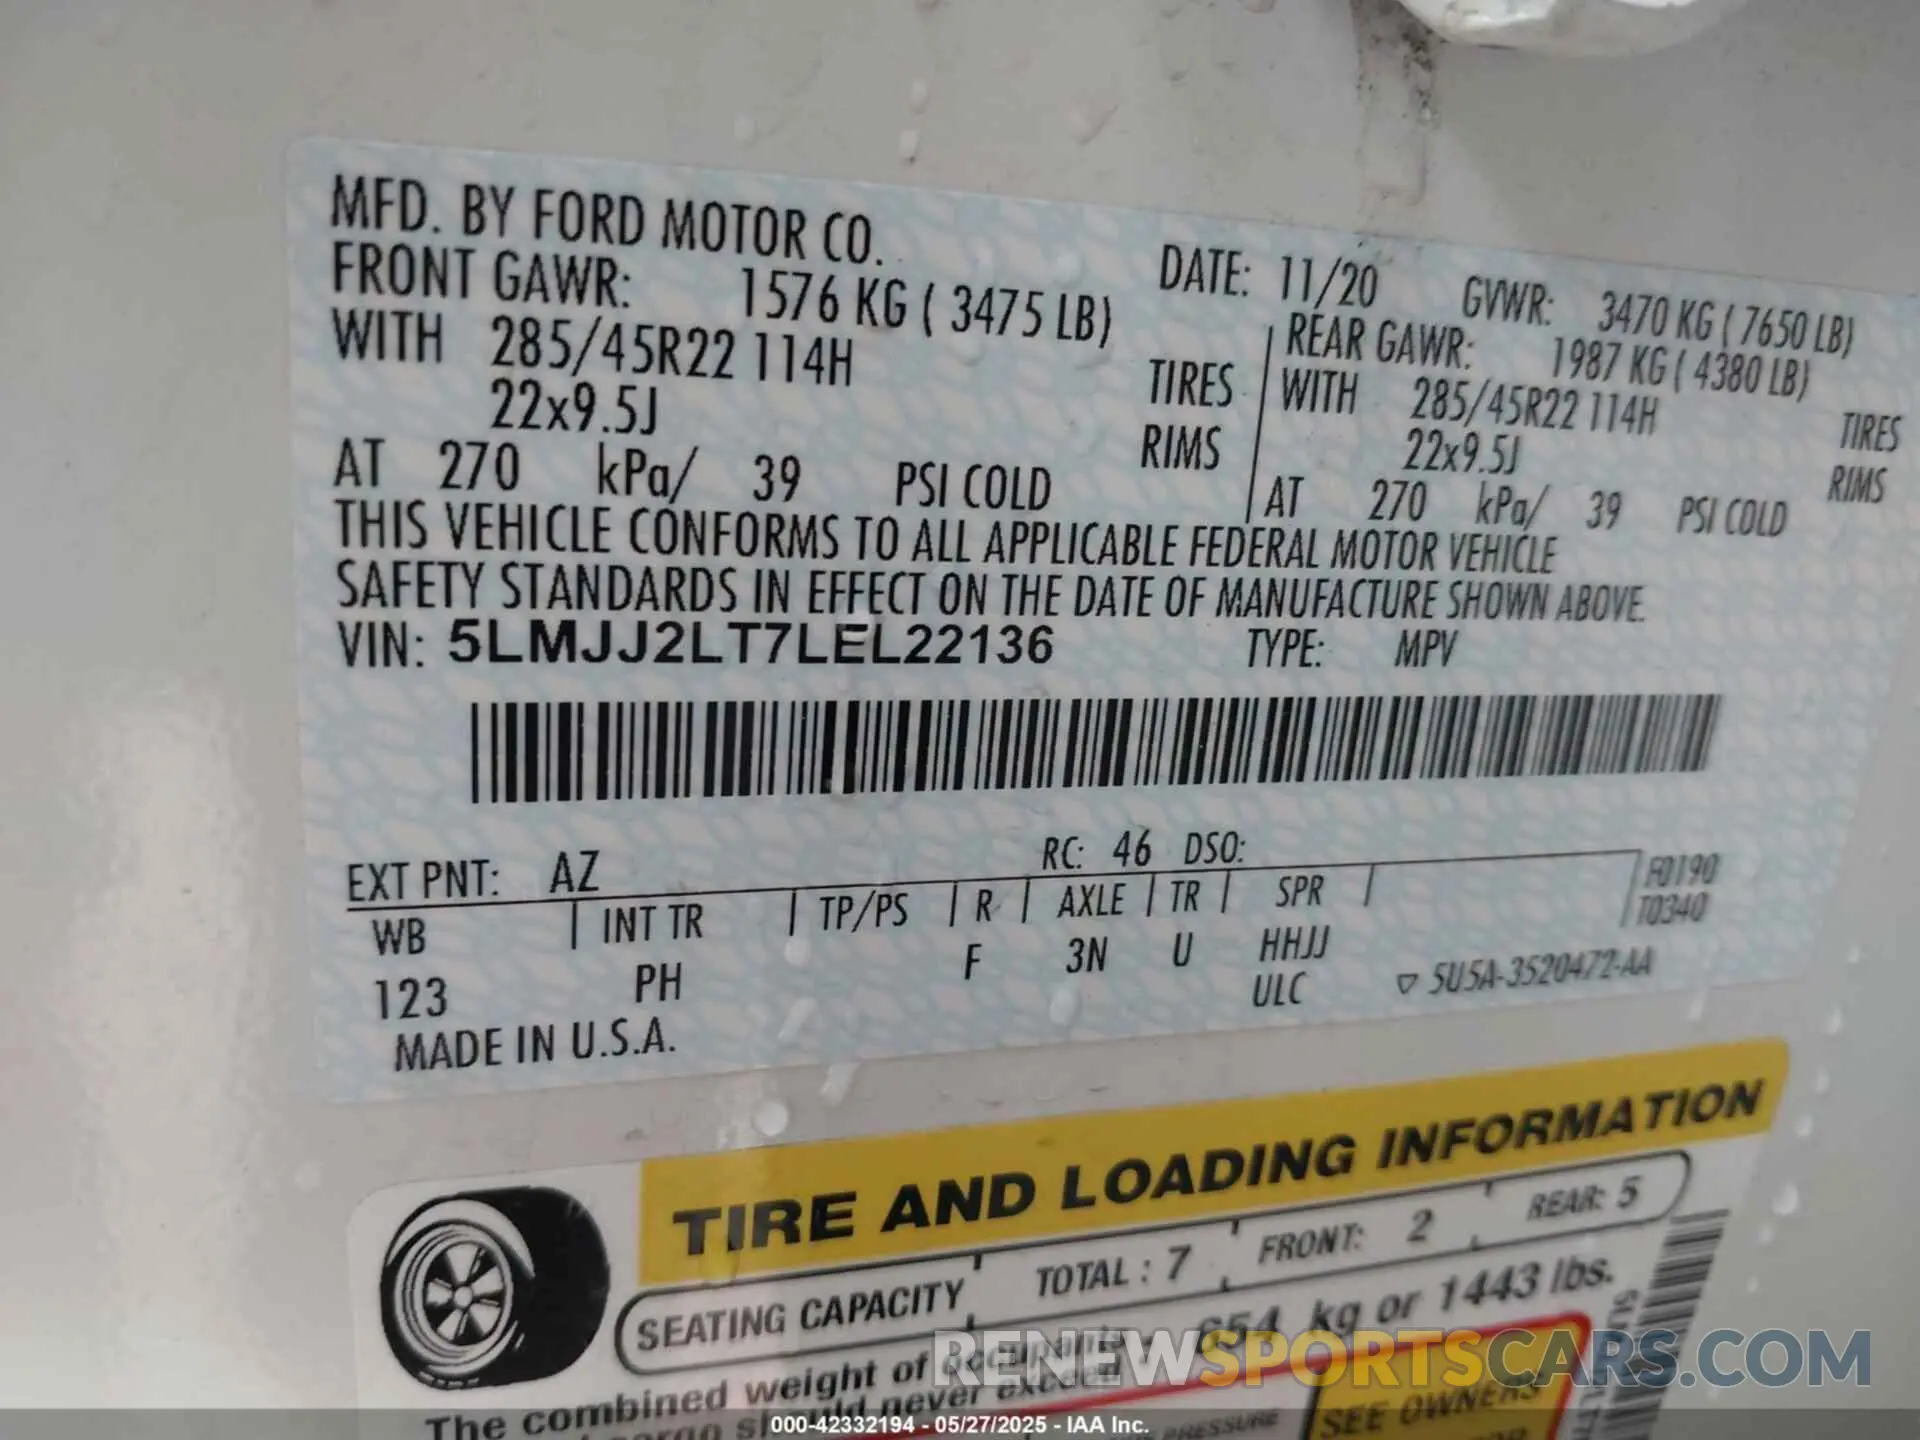 MFD. BY FORD MOTOR CO.
DATE: 11/20 GVWR: 3470 KG ( 7650 LB)
FRONT GAWR: 1576 KG ( 3475 LB)
WITH 285/45R22 114H TIRES
22x9.5J RIMS
AT 270 kPa/ 39 PSI COLD
REAR GAWR: 1987 KG ( 4380 LB)
WITH 285/45R22 114H TIRES
22x9.5J RIMS
AT 270 kPa/ 39 PSI COLD
THIS VEHICLE CONFORMS TO ALL APPLICABLE FEDERAL MOTOR VEHICLE
SAFETY STANDARDS IN EFFECT ON THE DATE OF MANUFACTURE SHOWN ABOVE.
VIN: 5LMJJ2LT7LEL22136 TYPE: MPV
EXT PNT: AZ RC: 46 DSO:
WB | INT TR | TP/PS | R | AXLE | TR | SPR |
F0190
T0340
123 PH F 3N U HHJJ
ULC
5U5A-3520472-AA
MADE IN U.S.A.
TIRE AND LOADING INFORMATION
SEATING CAPACITY TOTAL : 7 FRONT: 2 REAR: 5
The combined weight of occupants 654 kg or 1443 lbs.
never exceed
PRESSURE
SEE OWNERS
RENEWSPORTSCARS.COM
000-42332194 - 05/27/2025 - IAA Inc.